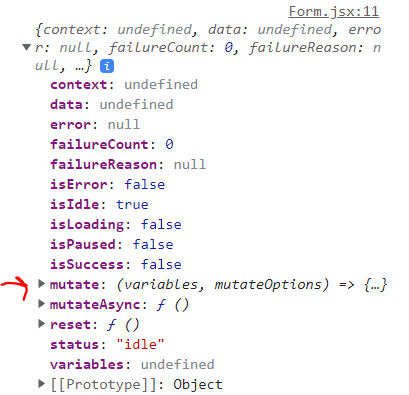 Form.jsx:11
{context: undefined, data: undefined, erro
r: null, failureCount: 0, failureReason: n
ull, …} i
context: undefined
data: undefined
error: null
failureCount: 0
failureReason: null
isError: false
isIdle: true
isLoading: false
isPaused: false
isSuccess: false
mutate: (variables, mutateOptions) => {…}
mutateAsync: ƒ ()
reset: ƒ ()
status: "idle"
variables: undefined
[[Prototype]]: Object